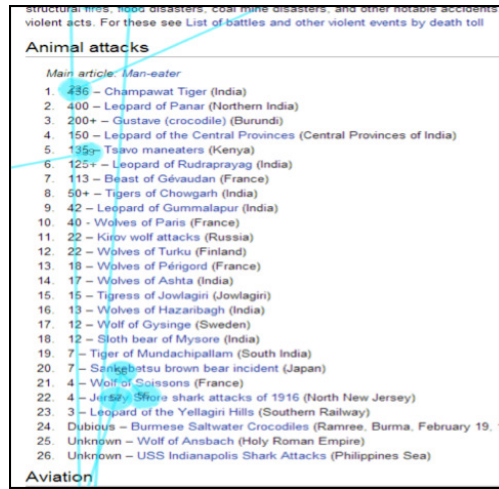 structural fires, flood disasters, coal mine disasters, and other notable accidents
violent acts. For these see List of battles and other violent events by death toll
Animal attacks
Main article: Man-eater
1. 436 – Champawat Tiger (India)
2. 400 – Leopard of Panar (Northern India)
3. 200+ – Gustave (crocodile) (Burundi)
4. 150 – Leopard of the Central Provinces (Central Provinces of India)
5. 135 – Tsavo maneaters (Kenya)
6. 125+ – Leopard of Rudraprayag (India)
7. 113 – Beast of Gévaudan (France)
8. 50+ – Tigers of Chowgarh (India)
9. 42 – Leopard of Gummalapur (India)
10. 40 - Wolves of Paris (France)
11. 22 – Kirov wolf attacks (Russia)
12. 22 – Wolves of Turku (Finland)
13. 18 – Wolves of Périgord (France)
14. 17 – Wolves of Ashta (India)
15. 15 – Tigress of Jowlagiri (Jowlagiri)
16. 13 – Wolves of Hazaribagh (India)
17. 12 – Wolf of Gysinge (Sweden)
18. 12 – Sloth bear of Mysore (India)
19. 7 – Tiger of Mundachipallam (South India)
20. 7 – Sankebetsu brown bear incident (Japan)
21. 4 – Wolf of Soissons (France)
22. 4 – Jersey Shore shark attacks of 1916 (North New Jersey)
23. 3 – Leopard of the Yellagiri Hills (Southern Railway)
24. Dubious – Burmese Saltwater Crocodiles (Ramree, Burma, February 19,
25. Unknown – Wolf of Ansbach (Holy Roman Empire)
26. Unknown – USS Indianapolis Shark Attacks (Philippines Sea)
Aviation